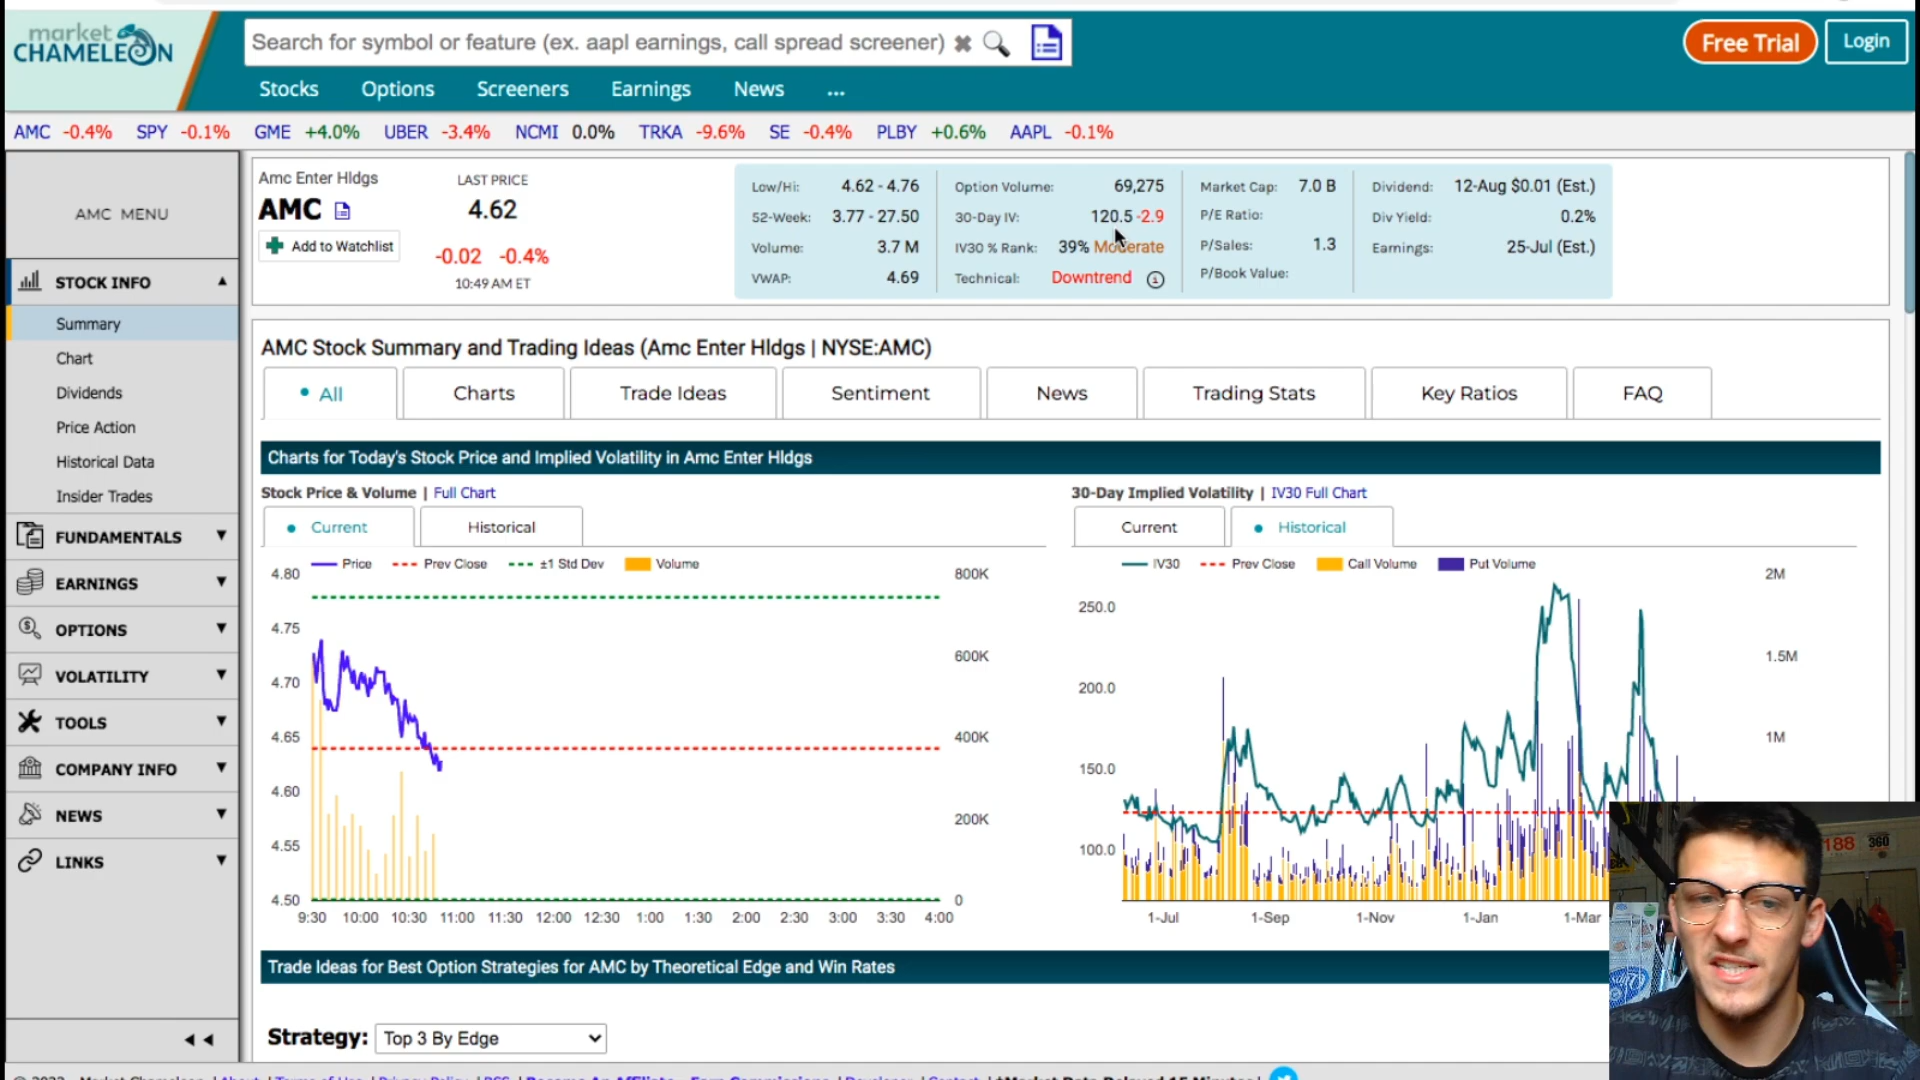 market
CHAMELEON
Search for symbol or feature (ex. aapl earnings, call spread screener)
Free Trial
Login
Stocks Options Screeners Earnings News ...
AMC -0.4% SPY -0.1% GME +4.0% UBER -3.4% NCMI 0.0% TRKA -9.6% SE -0.4% PLBY +0.6% AAPL -0.1%
AMC MENU
STOCK INFO
Summary
Chart
Dividends
Price Action
Historical Data
Insider Trades
FUNDAMENTALS
EARNINGS
OPTIONS
VOLATILITY
TOOLS
COMPANY INFO
NEWS
LINKS
Amc Enter Hldgs
AMC
Add to Watchlist
LAST PRICE
4.62
-0.02 -0.4%
10:49 AM ET
Low/Hi: 4.62 - 4.76
52-Week: 3.77 - 27.50
Volume: 3.7 M
VWAP: 4.69
Option Volume: 69,275
30-Day IV: 120.5 -2.9
IV30 % Rank: 39% Moderate
Technical: Downtrend
Market Cap: 7.0 B
P/E Ratio:
P/Sales: 1.3
P/Book Value:
Dividend: 12-Aug $0.01 (Est.)
Div Yield: 0.2%
Earnings: 25-Jul (Est.)
AMC Stock Summary and Trading Ideas (Amc Enter Hldgs | NYSE:AMC)
All Charts Trade Ideas Sentiment News Trading Stats Key Ratios FAQ
Charts for Today's Stock Price and Implied Volatility in Amc Enter Hldgs
Stock Price & Volume | Full Chart
Current Historical
Price Prev Close ±1 Std Dev Volume
4.80
4.75
4.70
4.65
4.60
4.55
4.50
800K
600K
400K
200K
0
9:30 10:00 10:30 11:00 11:30 12:00 12:30 1:00 1:30 2:00 2:30 3:00 3:30 4:00
30-Day Implied Volatility | IV30 Full Chart
Current Historical
IV30 Prev Close Call Volume Put Volume
250.0
200.0
150.0
100.0
2M
1.5M
1M
1-Jul 1-Sep 1-Nov 1-Jan 1-Mar
188 360
Trade Ideas for Best Option Strategies for AMC by Theoretical Edge and Win Rates
Strategy: Top 3 By Edge